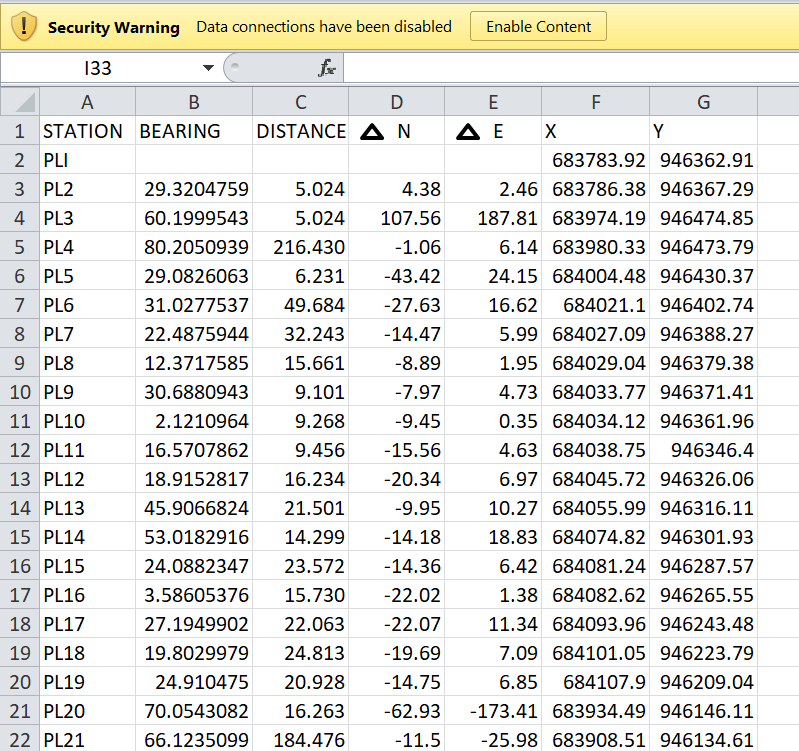 Security Warning Data connections have been disabled Enable Content
I33 fx
A B C D E F G
1 STATION BEARING DISTANCE Δ N Δ E X Y
2 PLI 683783.92 946362.91
3 PL2 29.3204759 5.024 4.38 2.46 683786.38 946367.29
4 PL3 60.1999543 5.024 107.56 187.81 683974.19 946474.85
5 PL4 80.2050939 216.430 -1.06 6.14 683980.33 946473.79
6 PL5 29.0826063 6.231 -43.42 24.15 684004.48 946430.37
7 PL6 31.0277537 49.684 -27.63 16.62 684021.1 946402.74
8 PL7 22.4875944 32.243 -14.47 5.99 684027.09 946388.27
9 PL8 12.3717585 15.661 -8.89 1.95 684029.04 946379.38
10 PL9 30.6880943 9.101 -7.97 4.73 684033.77 946371.41
11 PL10 2.1210964 9.268 -9.45 0.35 684034.12 946361.96
12 PL11 16.5707862 9.456 -15.56 4.63 684038.75 946346.4
13 PL12 18.9152817 16.234 -20.34 6.97 684045.72 946326.06
14 PL13 45.9066824 21.501 -9.95 10.27 684055.99 946316.11
15 PL14 53.0182916 14.299 -14.18 18.83 684074.82 946301.93
16 PL15 24.0882347 23.572 -14.36 6.42 684081.24 946287.57
17 PL16 3.58605376 15.730 -22.02 1.38 684082.62 946265.55
18 PL17 27.1949902 22.063 -22.07 11.34 684093.96 946243.48
19 PL18 19.8029979 24.813 -19.69 7.09 684101.05 946223.79
20 PL19 24.910475 20.928 -14.75 6.85 684107.9 946209.04
21 PL20 70.0543082 16.263 -62.93 -173.41 683934.49 946146.11
22 PL21 66.1235099 184.476 -11.5 -25.98 683908.51 946134.61